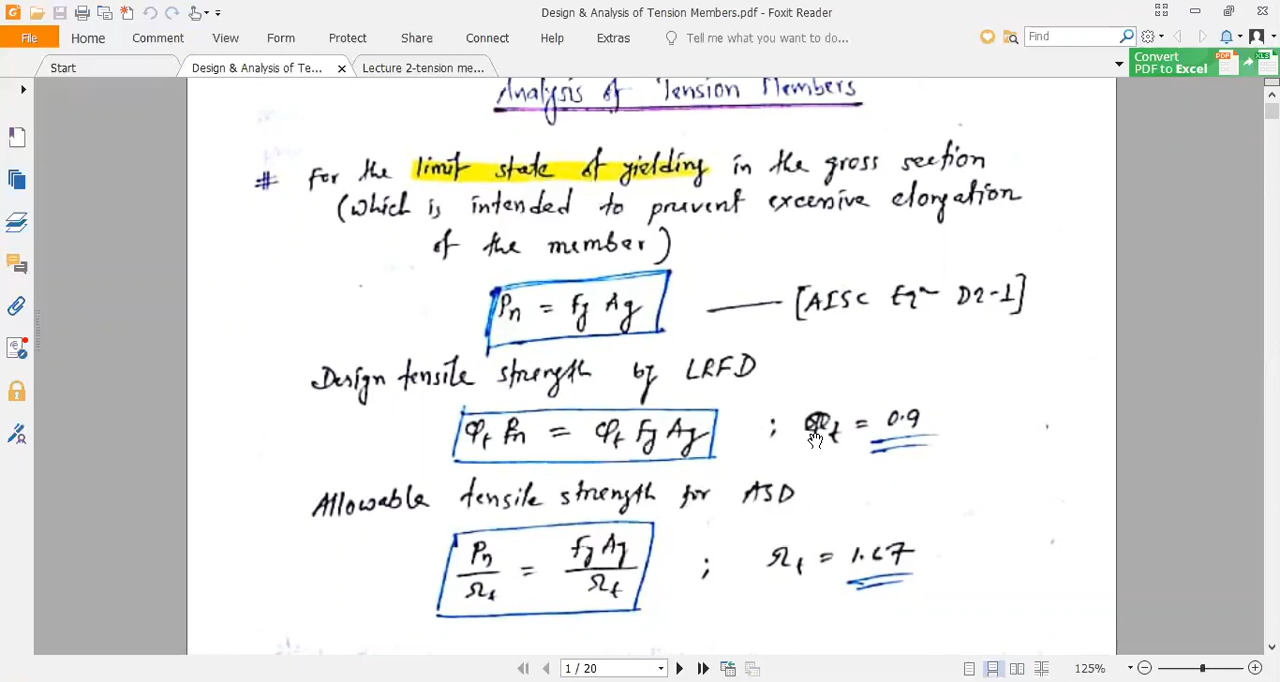 Design & Analysis of Tension Members.pdf - Foxit Reader
File Home Comment View Form Protect Share Connect Help Extras Tell me what you want to do... Find
Start Design & Analysis of Te... Lecture 2-tension me... Convert PDF to Excel
Analysis of Tension Members
# For the limit state of yielding in the gross section
(which is intended to prevent excessive elongation
of the member)
Pn = Fy Ag —— [AISC Eqn D2-1]
Design tensile strength by LRFD
φt Pn = φt Fy Ag ; φt = 0.9
Allowable tensile strength for ASD
Pn/Ωt = Fy Ag/Ωt ; Ωt = 1.67
1 / 20 125%